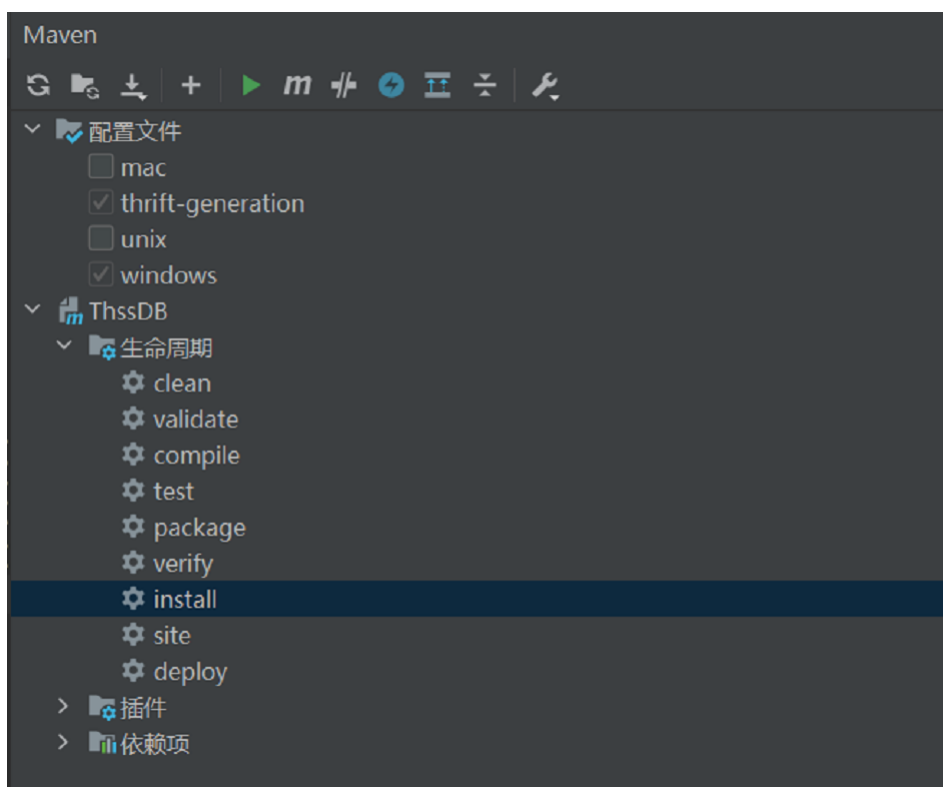 Maven
m
配置文件
mac
thrift-generation
unix
windows
ThssDB
生命周期
clean
validate
compile
test
package
verify
install
site
deploy
插件
依赖项